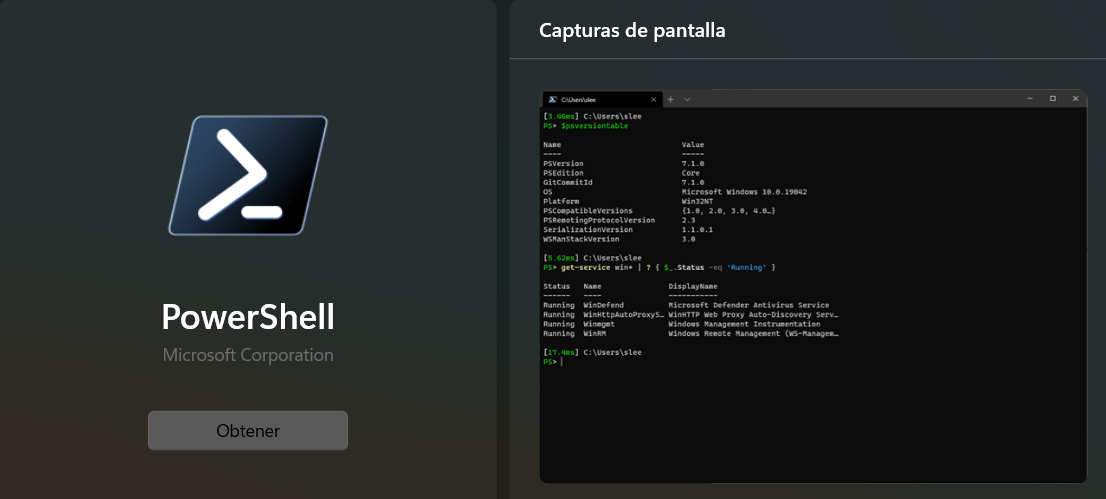 PowerShell
Microsoft Corporation
Obtener
Capturas de pantalla
C:\Users\slee
[3.46ms] C:\Users\slee
PS> $psversiontable
Name Value
---- -----
PSVersion 7.1.0
PSEdition Core
GitCommitId 7.1.0
OS Microsoft Windows 10.0.19042
Platform Win32NT
PSCompatibleVersions {1.0, 2.0, 3.0, 4.0…}
PSRemotingProtocolVersion 2.3
SerializationVersion 1.1.0.1
WSManStackVersion 3.0
[5.62ms] C:\Users\slee
PS> get-service win* | ? { $_.Status -eq 'Running' }
Status Name DisplayName
------ ---- -----------
Running WinDefend Microsoft Defender Antivirus Service
Running WinHttpAutoProxyS… WinHTTP Web Proxy Auto-Discovery Serv…
Running Winmgmt Windows Management Instrumentation
Running WinRM Windows Remote Management (WS-Managem…
[17.4ms] C:\Users\slee
PS>